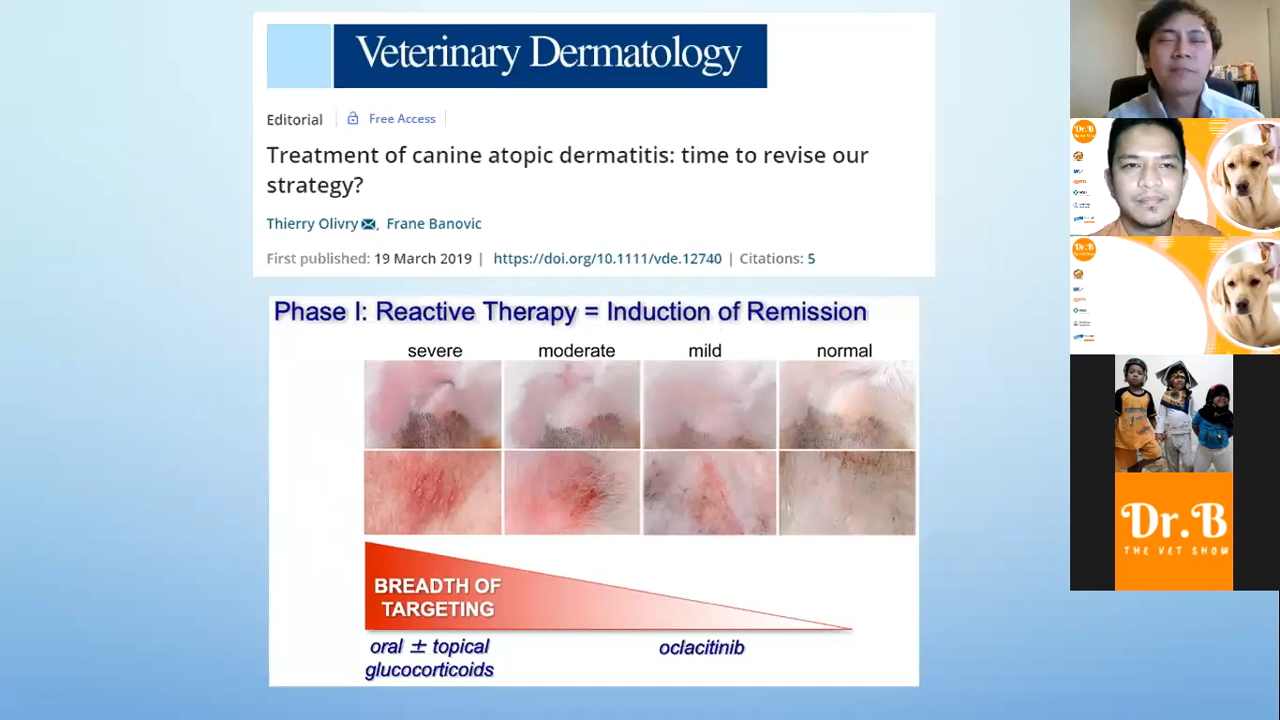 Veterinary Dermatology
Editorial
Free Access
Treatment of canine atopic dermatitis: time to revise our
strategy?
Thierry Olivry, Frane Banovic
First published: 19 March 2019 | https://doi.org/10.1111/vde.12740 | Citations: 5
Phase I: Reactive Therapy = Induction of Remission
severe moderate mild normal
BREADTH OF
TARGETING
oral ± topical
glucocorticoids
oclacitinib
Dr.B
Dr.B
Dr.B
THE VET SHOW